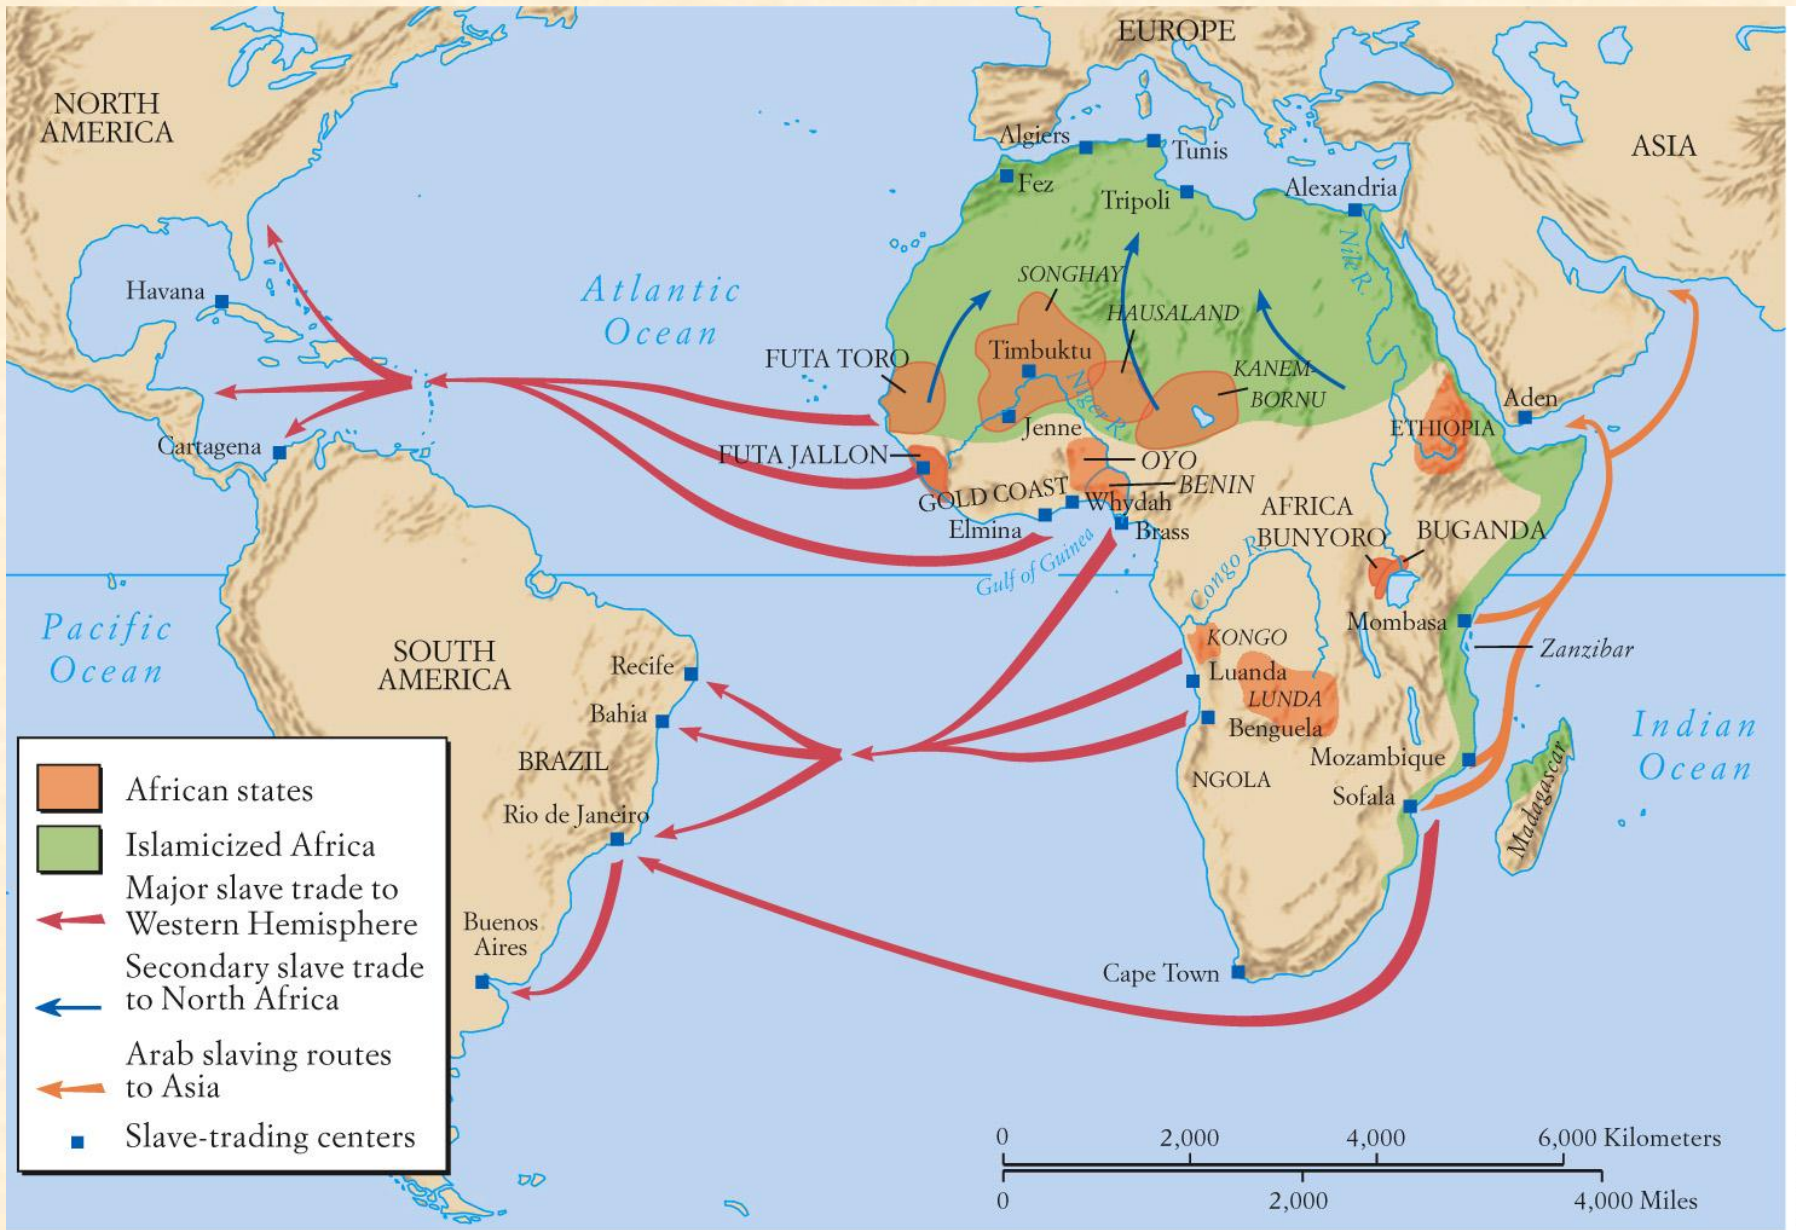 EUROPE
NORTH
AMERICA
ASIA
Algiers
Tunis
Fez
Tripoli
Alexandria
Nile R.
Havana
Atlantic
Ocean
SONGHAY
HAUSALAND
FUTA TORO
Timbuktu
KANEM-
BORNU
Niger R.
Aden
Cartagena
Jenne
ETHIOPIA
FUTA JALLON
OYO
BENIN
GOLD COAST
Whydah
AFRICA
Elmina
Brass
BUNYORO
BUGANDA
Gulf of Guinea
Congo R.
Pacific
Ocean
Mombasa
KONGO
Zanzibar
SOUTH
AMERICA
Recife
Luanda
LUNDA
Bahia
Benguela
Indian
Ocean
BRAZIL
Mozambique
NGOLA
Sofala
Madagascar
Rio de Janeiro
Buenos
Aires
Cape Town
African states
Islamicized Africa
Major slave trade to
Western Hemisphere
Secondary slave trade
to North Africa
Arab slaving routes
to Asia
Slave-trading centers
0 2,000 4,000 6,000 Kilometers
0 2,000 4,000 Miles